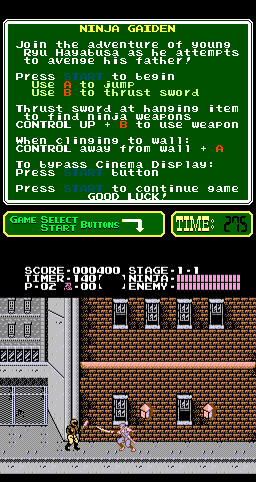 NINJA GAIDEN
Join the adventure of young
Ryu Hayabusa as he attempts
to avenge his father!
Press START to begin
Use A to jump
Use B to thrust sword
Thrust sword at hanging item
to find ninja weapons
CONTROL UP + B to use weapon
When clinging to wall:
CONTROL away from wall + A
To bypass Cinema Display:
Press START button
Press START to continue game
GOOD LUCK!
GAME SELECT
START BUTTONS
TIME: 275
SCORE-000400 STAGE-1-1
TIMER-140 NINJA-
P-02 -00 ENEMY-